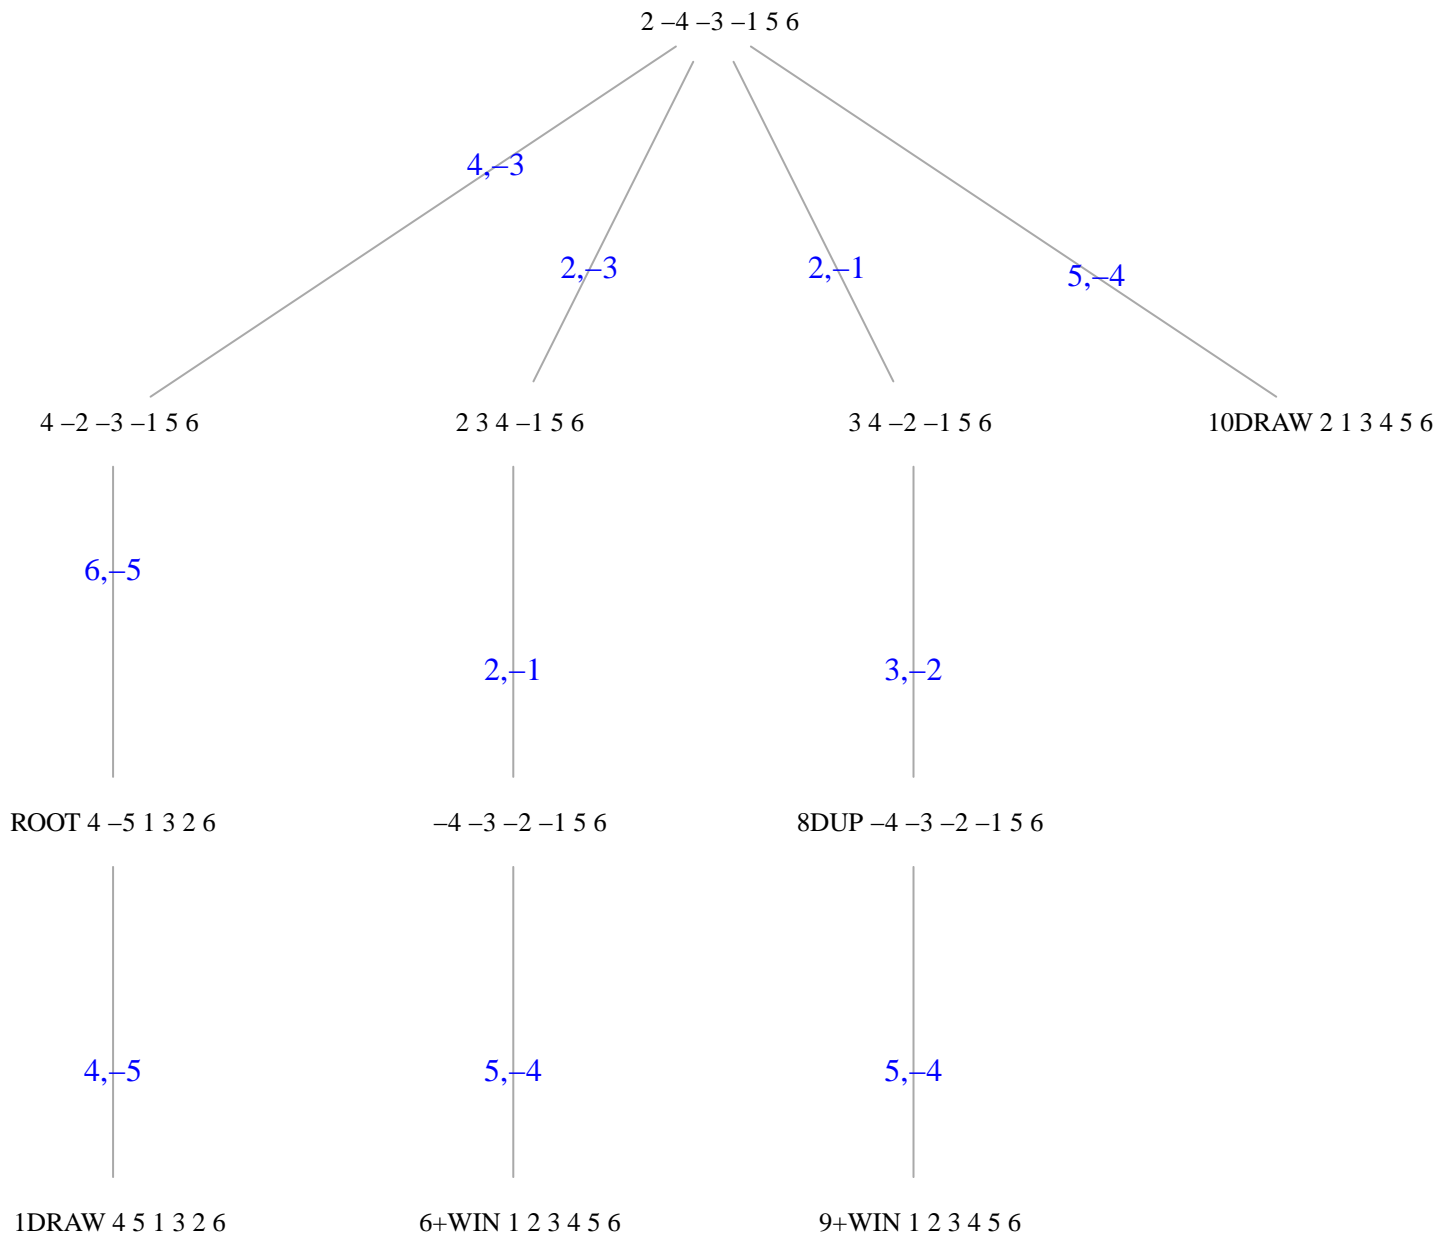 2 –4 –3 –1 5 6
4,–3
2,–3
2,–1
5,–4
4 –2 –3 –1 5 6
2 3 4 –1 5 6
3 4 –2 –1 5 6
10DRAW 2 1 3 4 5 6
6,–5
2,–1
3,–2
ROOT 4 –5 1 3 2 6
–4 –3 –2 –1 5 6
8DUP –4 –3 –2 –1 5 6
4,–5
5,–4
5,–4
1DRAW 4 5 1 3 2 6
6+WIN 1 2 3 4 5 6
9+WIN 1 2 3 4 5 6